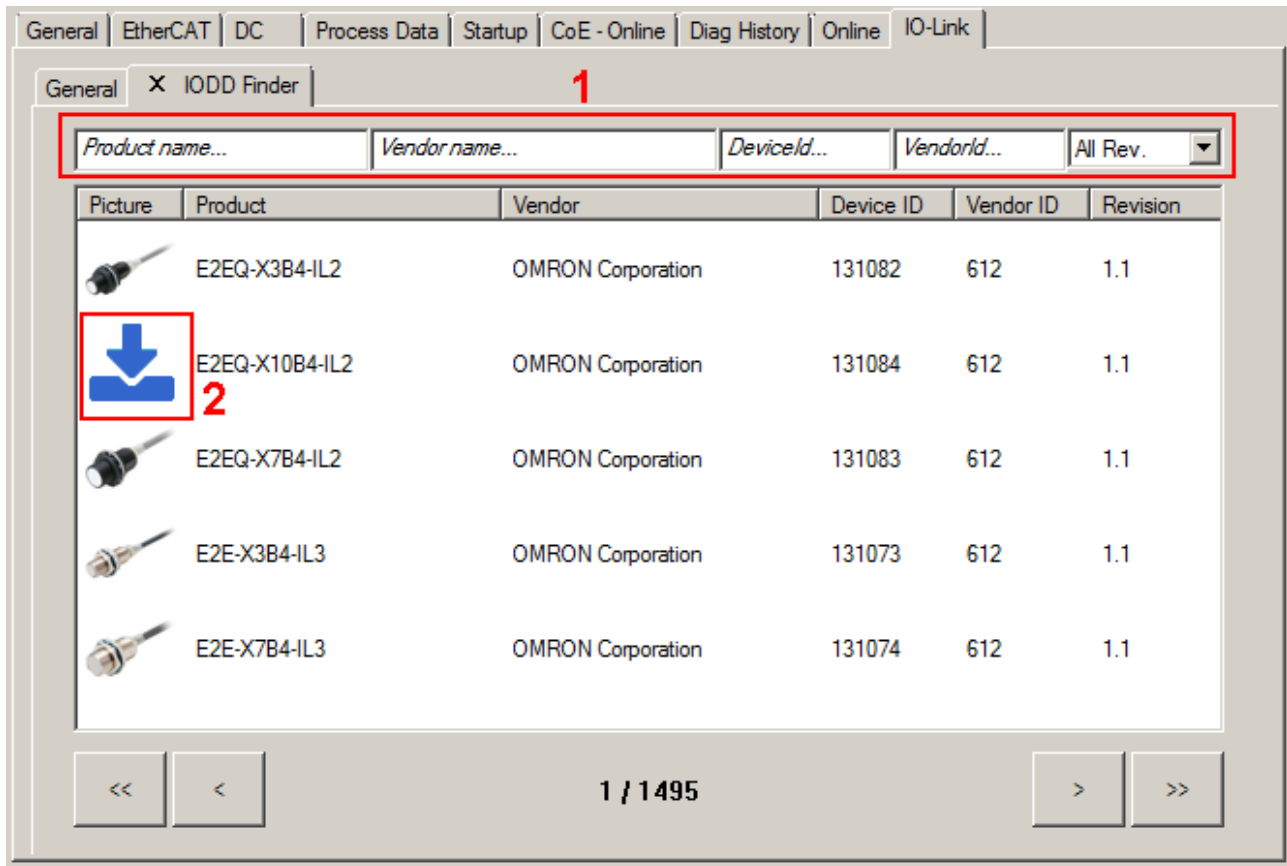 General EtherCAT DC Process Data Startup CoE - Online Diag History Online IO-Link
General X IODD Finder
1
Product name... Vendor name... DeviceId... VendorId... All Rev.
Picture Product Vendor Device ID Vendor ID Revision
E2EQ-X3B4-IL2 OMRON Corporation 131082 612 1.1
E2EQ-X10B4-IL2 OMRON Corporation 131084 612 1.1
2
E2EQ-X7B4-IL2 OMRON Corporation 131083 612 1.1
E2E-X3B4-IL3 OMRON Corporation 131073 612 1.1
E2E-X7B4-IL3 OMRON Corporation 131074 612 1.1
<< < 1 / 1495 > >>